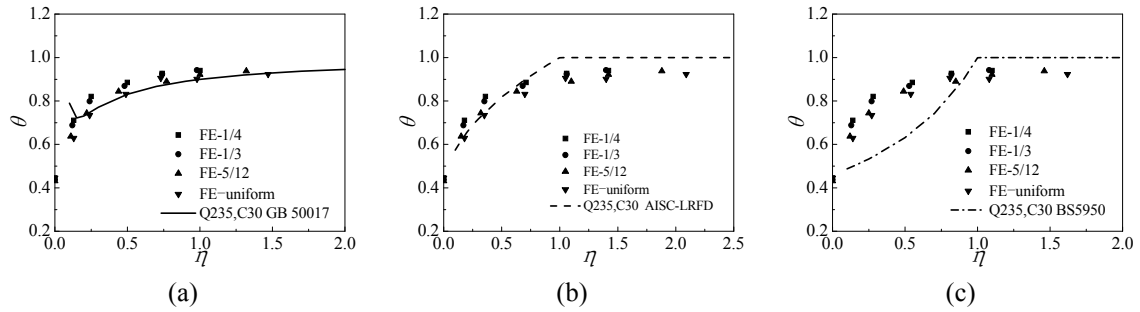 1.2
1.0
0.8
θ
0.6
0.4
0.2
FE-1/4
FE-1/3
FE-5/12
FE−uniform
Q235,C30 GB 50017
0.0 0.5 1.0 1.5 2.0
η
(a)
1.2
1.0
0.8
θ
0.6
0.4
0.2
FE-1/4
FE-1/3
FE-5/12
FE−uniform
Q235,C30 AISC-LRFD
0.0 0.5 1.0 1.5 2.0 2.5
η
(b)
1.2
1.0
0.8
θ
0.6
0.4
0.2
FE-1/4
FE-1/3
FE-5/12
FE−uniform
Q235,C30 BS5950
0.0 0.5 1.0 1.5 2.0
η
(c)